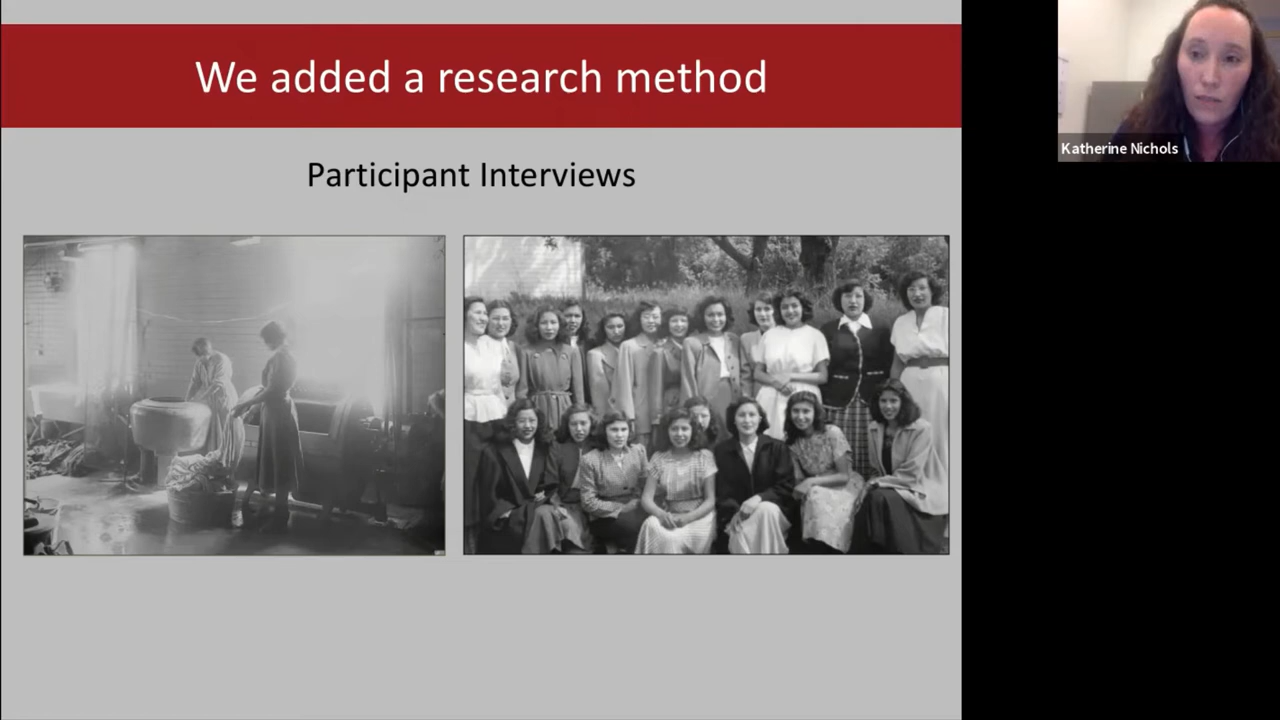 We added a research method
Participant Interviews
Katherine Nichols